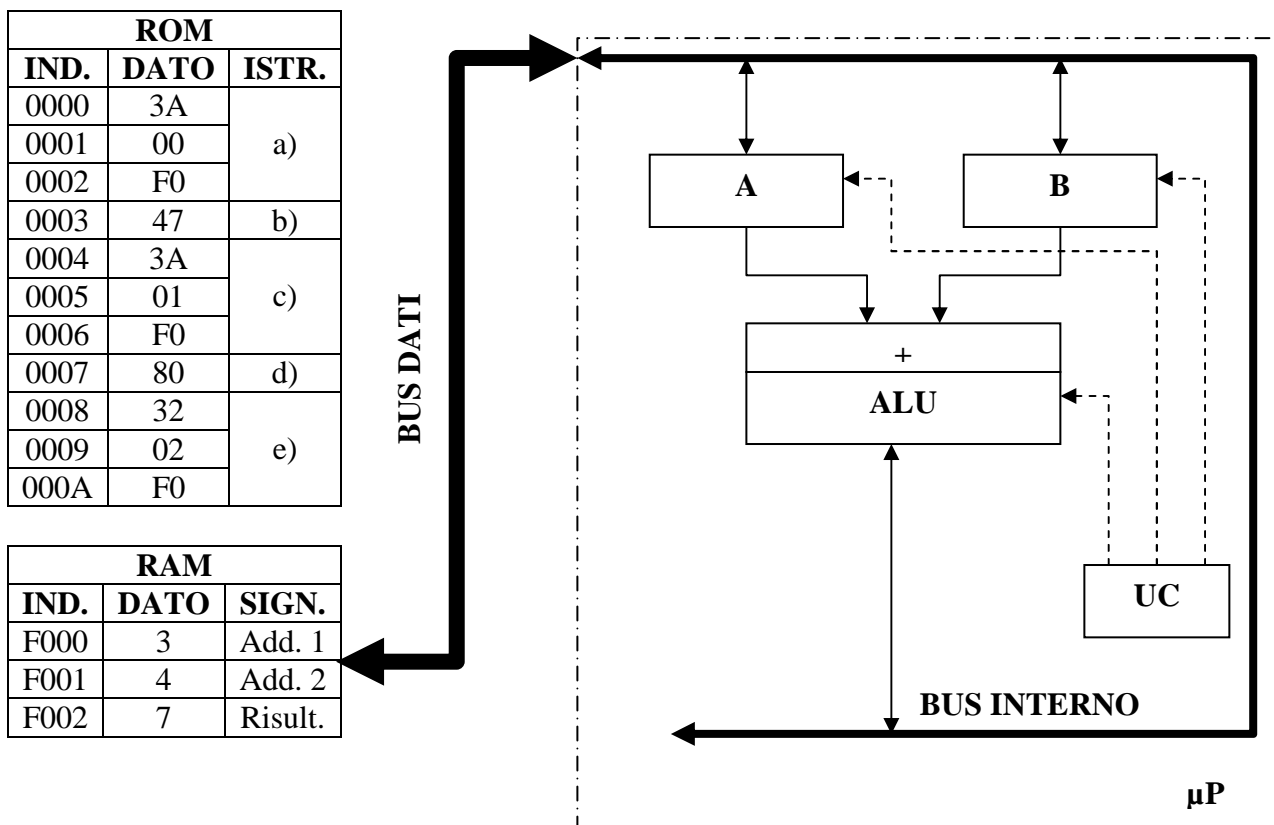 ROM
IND. DATO ISTR.
0000 3A
0001 00 a)
0002 F0
0003 47 b)
0004 3A
0005 01 c)
0006 F0
0007 80 d)
0008 32
0009 02 e)
000A F0
RAM
IND. DATO SIGN.
F000 3 Add. 1
F001 4 Add. 2
F002 7 Risult.
BUS DATI
A
B
+
ALU
UC
BUS INTERNO
µP